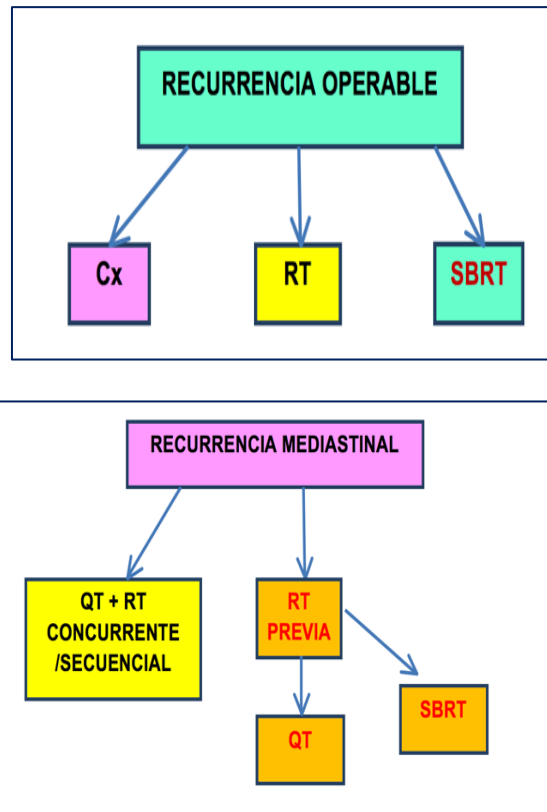 RECURRENCIA OPERABLE
Cx
RT
SBRT
RECURRENCIA MEDIASTINAL
QT + RT
CONCURRENTE
/SECUENCIAL
RT
PREVIA
QT
SBRT